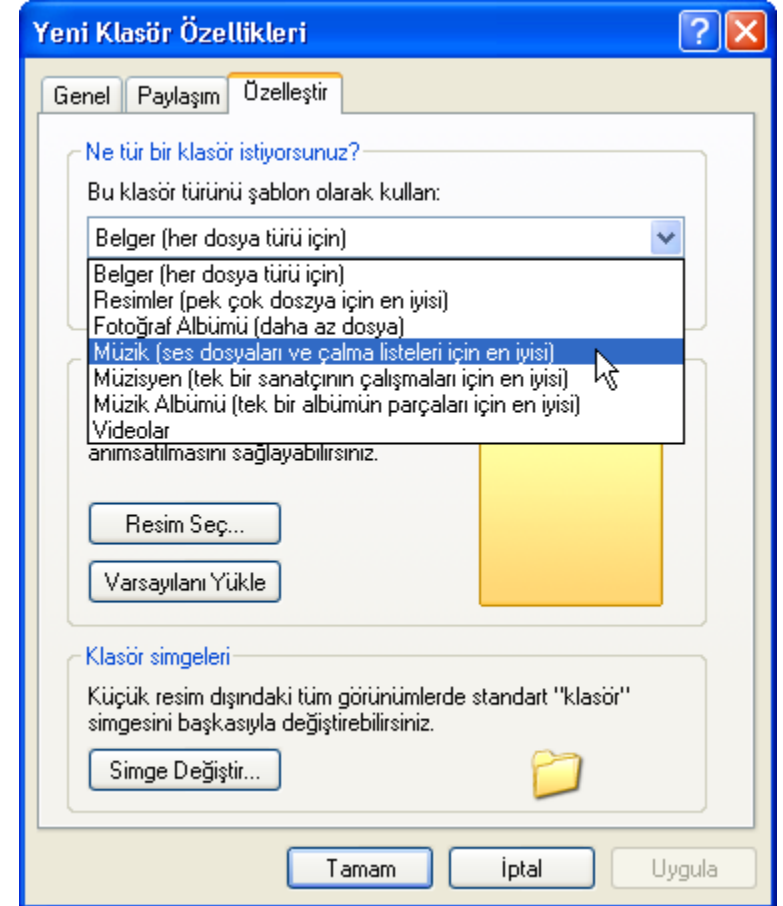 Yeni Klasör Özellikleri
Genel
Paylaşım
Özelleştir
Ne tür bir klasör istiyorsunuz?
Bu klasör türünü şablon olarak kullan:
Belger (her dosya türü için)
Belger (her dosya türü için)
Resimler (pek çok doszya için en iyisi)
Fotoğraf Albümü (daha az dosya)
Müzik (ses dosyaları ve çalma listeleri için en iyisi)
Müzisyen (tek bir sanatçının çalışmaları için en iyisi)
Müzik Albümü (tek bir albümün parçaları için en iyisi)
Videolar
anımsatılmasını sağlayabilirsiniz.
Resim Seç...
Varsayılanı Yükle
Klasör simgeleri
Küçük resim dışındaki tüm görünümlerde standart "klasör"
simgesini başkasıyla değiştirebilirsiniz.
Simge Değiştir...
Tamam
İptal
Uygula